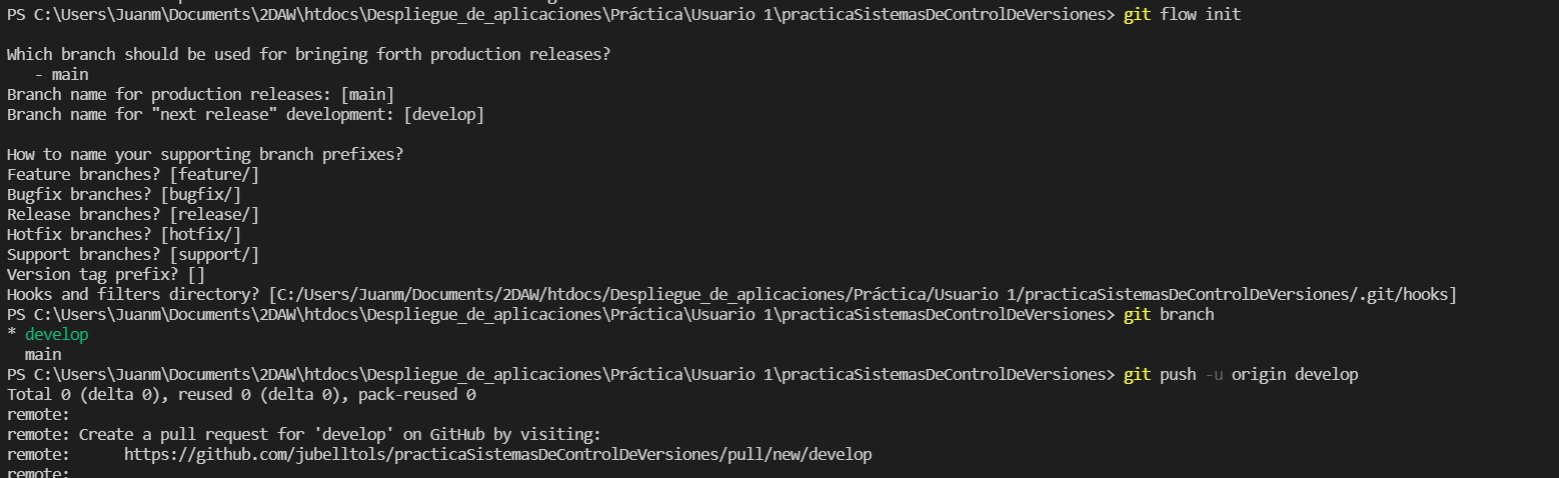 PS C:\Users\Juanm\Documents\2DAW\htdocs\Despliegue_de_aplicaciones\Práctica\Usuario 1\practicaSistemasDeControlDeVersiones> git flow init
Which branch should be used for bringing forth production releases?
- main
Branch name for production releases: [main]
Branch name for "next release" development: [develop]
How to name your supporting branch prefixes?
Feature branches? [feature/]
Bugfix branches? [bugfix/]
Release branches? [release/]
Hotfix branches? [hotfix/]
Support branches? [support/]
Version tag prefix? []
Hooks and filters directory? [C:/Users/Juanm/Documents/2DAW/htdocs/Despliegue_de_aplicaciones/Práctica/Usuario 1/practicaSistemasDeControlDeVersiones/.git/hooks]
PS C:\Users\Juanm\Documents\2DAW\htdocs\Despliegue_de_aplicaciones\Práctica\Usuario 1\practicaSistemasDeControlDeVersiones> git branch
* develop
main
PS C:\Users\Juanm\Documents\2DAW\htdocs\Despliegue_de_aplicaciones\Práctica\Usuario 1\practicaSistemasDeControlDeVersiones> git push -u origin develop
Total 0 (delta 0), reused 0 (delta 0), pack-reused 0
remote:
remote: Create a pull request for 'develop' on GitHub by visiting:
remote: https://github.com/jubelltols/practicaSistemasDeControlDeVersiones/pull/new/develop
remote: